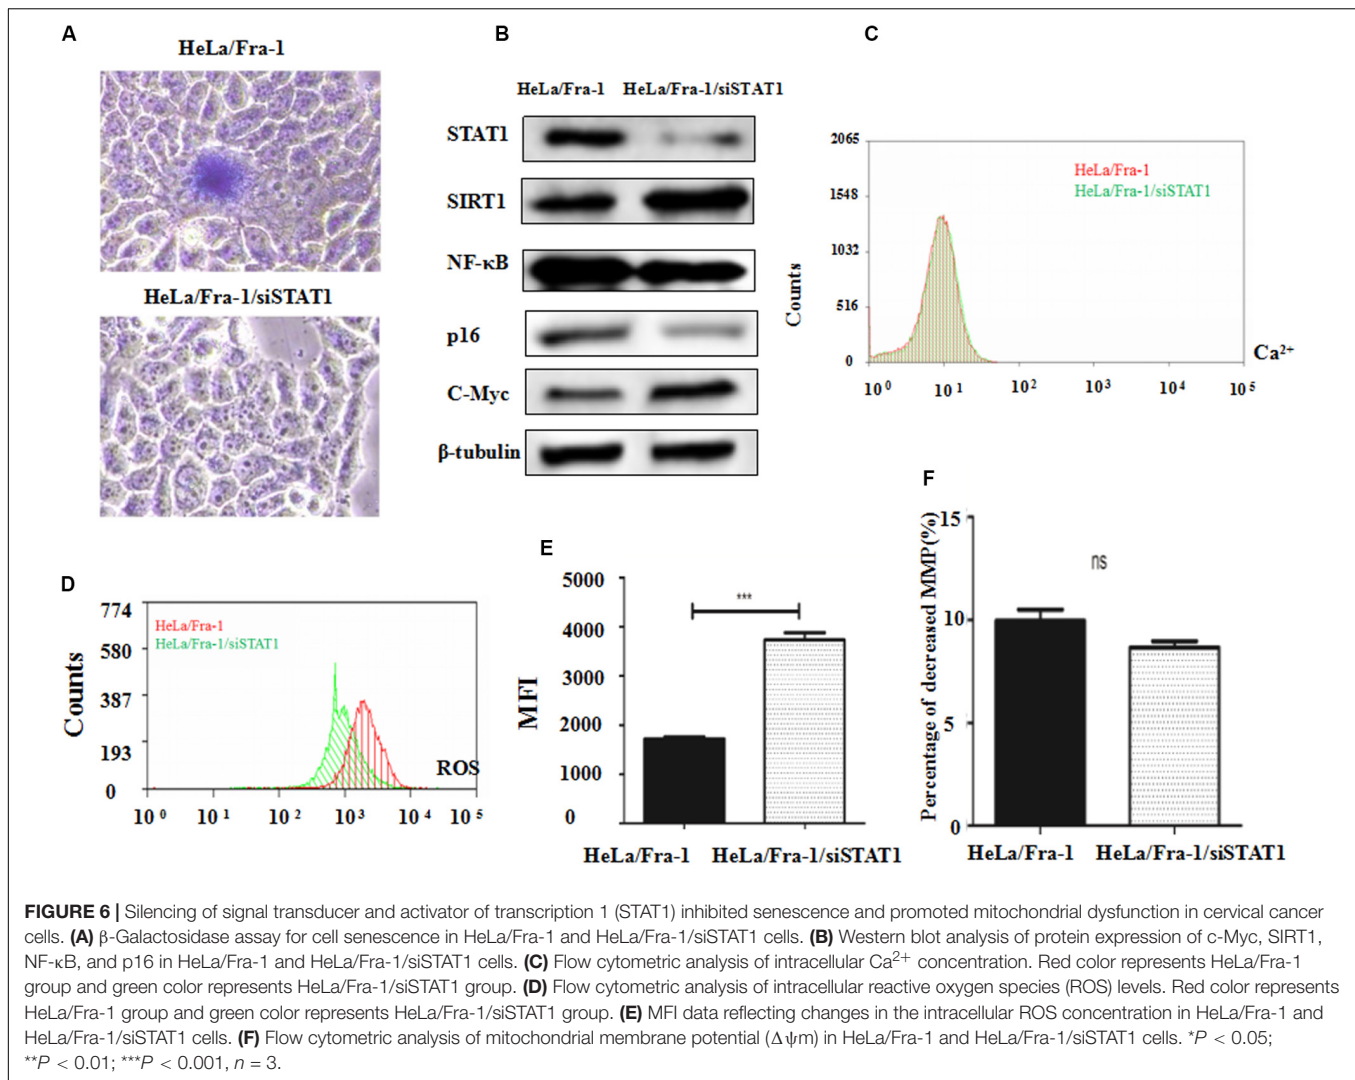 A
HeLa/Fra-1
HeLa/Fra-1/siSTAT1
B
HeLa/Fra-1 HeLa/Fra-1/siSTAT1
STAT1
SIRT1
NF-κB
p16
C-Myc
β-tubulin
C
2065
1548
1032
516
0
Counts
HeLa/Fra-1
HeLa/Fra-1/siSTAT1
Ca²⁺
10⁰ 10¹ 10² 10³ 10⁴ 10⁵
D
774
580
387
193
0
Counts
HeLa/Fra-1
HeLa/Fra-1/siSTAT1
ROS
10⁰ 10¹ 10² 10³ 10⁴ 10⁵
E
5000
4000
3000
2000
1000
0
MFI
***
HeLa/Fra-1 HeLa/Fra-1/siSTAT1
F
15
10
5
0
Percentage of decreased MMP(%)
ns
HeLa/Fra-1 HeLa/Fra-1/siSTAT1
FIGURE 6 | Silencing of signal transducer and activator of transcription 1 (STAT1) inhibited senescence and promoted mitochondrial dysfunction in cervical cancer
cells. (A) β-Galactosidase assay for cell senescence in HeLa/Fra-1 and HeLa/Fra-1/siSTAT1 cells. (B) Western blot analysis of protein expression of c-Myc, SIRT1,
NF-κB, and p16 in HeLa/Fra-1 and HeLa/Fra-1/siSTAT1 cells. (C) Flow cytometric analysis of intracellular Ca²⁺ concentration. Red color represents HeLa/Fra-1
group and green color represents HeLa/Fra-1/siSTAT1 group. (D) Flow cytometric analysis of intracellular reactive oxygen species (ROS) levels. Red color represents
HeLa/Fra-1 group and green color represents HeLa/Fra-1/siSTAT1 group. (E) MFI data reflecting changes in the intracellular ROS concentration in HeLa/Fra-1 and
HeLa/Fra-1/siSTAT1 cells. (F) Flow cytometric analysis of mitochondrial membrane potential (Δψm) in HeLa/Fra-1 and HeLa/Fra-1/siSTAT1 cells. *P < 0.05;
**P < 0.01; ***P < 0.001, n = 3.